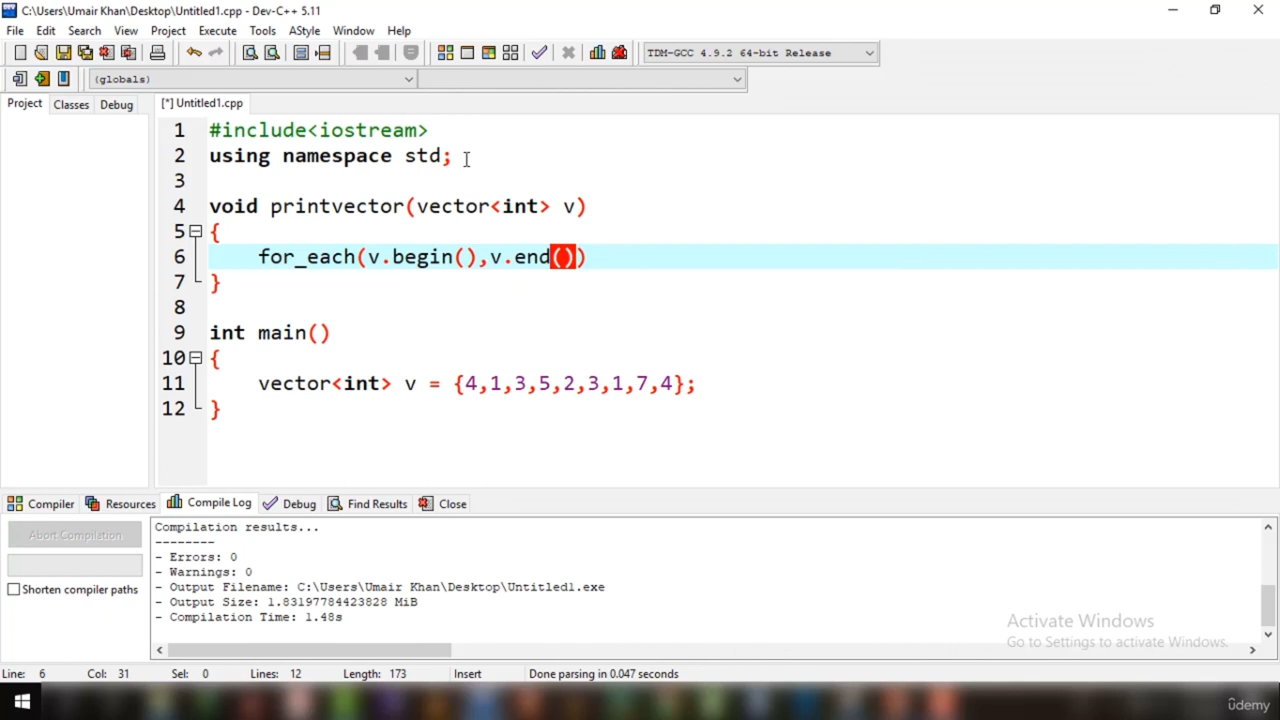 C:\Users\Umair Khan\Desktop\Untitled1.cpp - Dev-C++ 5.11
File Edit Search View Project Execute Tools AStyle Window Help
TDM-GCC 4.9.2 64-bit Release
(globals)
Project Classes Debug [*] Untitled1.cpp
1 #include<iostream>
2 using namespace std;
3
4 void printvector(vector<int> v)
5 {
6 for_each(v.begin(),v.end())
7 }
8
9 int main()
10 {
11 vector<int> v = {4,1,3,5,2,3,1,7,4};
12 }
Compiler Resources Compile Log Debug Find Results Close
Abort Compilation
Shorten compiler paths
Compilation results...
--------
- Errors: 0
- Warnings: 0
- Output Filename: C:\Users\Umair Khan\Desktop\Untitled1.exe
- Output Size: 1.83197784423828 MiB
- Compilation Time: 1.48s
Activate Windows
Go to Settings to activate Windows.
Line: 6 Col: 31 Sel: 0 Lines: 12 Length: 173 Insert Done parsing in 0.047 seconds
ûdemy